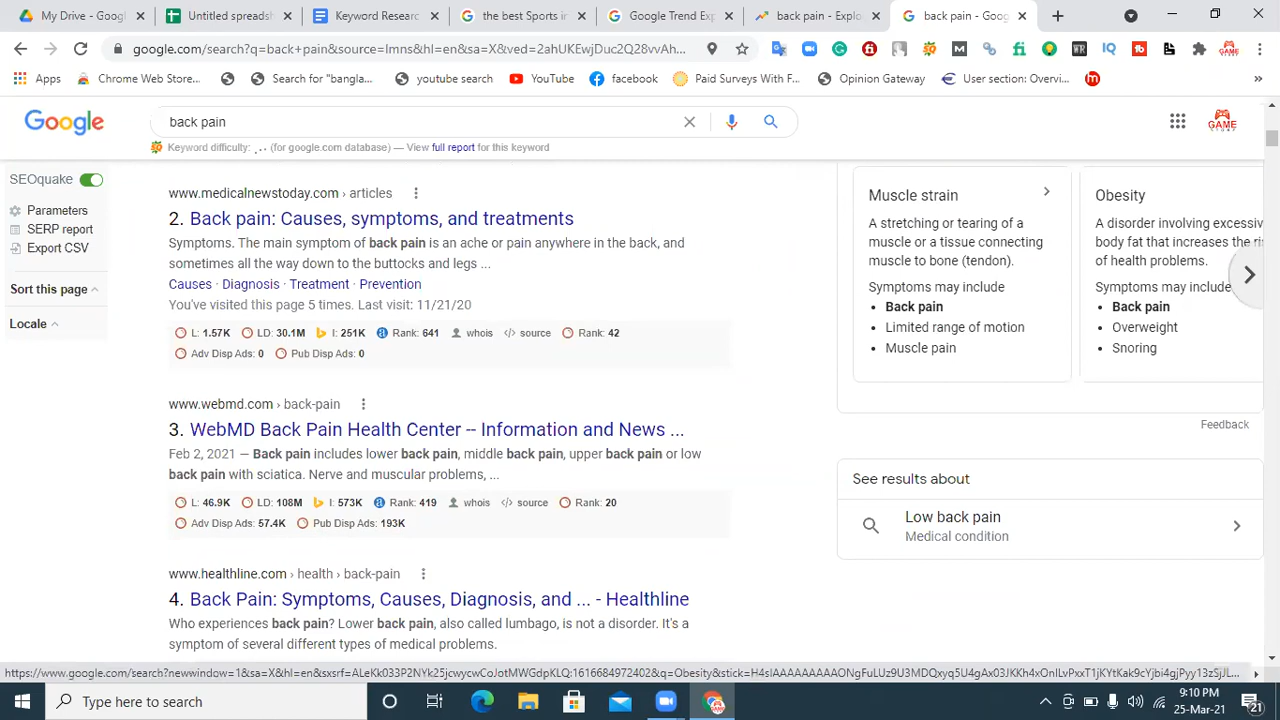 My Drive - Goog
Untitled spreads
Keyword Researc
the best Sports in
Google Trend Exp
back pain - Explo
back pain - Goog
google.com/search?q=back+pain&source=lmns&hl=en&sa=X&ved=2ahUKEwjDuc2Q28vvAh...
Apps
Chrome Web Store...
Search for "bangla...
youtube search
YouTube
facebook
Paid Surveys With F...
Opinion Gateway
User section: Overvi...
»
Google
back pain
Keyword difficulty: (for google.com database) — View full report for this keyword
SEOquake
Parameters
SERP report
Export CSV
Sort this page
Locale
www.medicalnewstoday.com › articles
2. Back pain: Causes, symptoms, and treatments
Symptoms. The main symptom of back pain is an ache or pain anywhere in the back, and
sometimes all the way down to the buttocks and legs ...
Causes · Diagnosis · Treatment · Prevention
You've visited this page 5 times. Last visit: 11/21/20
L: 1.57K LD: 30.1M I: 251K Rank: 641 whois source Rank: 42
Adv Disp Ads: 0 Pub Disp Ads: 0
www.webmd.com › back-pain
3. WebMD Back Pain Health Center -- Information and News ...
Feb 2, 2021 — Back pain includes lower back pain, middle back pain, upper back pain or low
back pain with sciatica. Nerve and muscular problems, ...
L: 46.9K LD: 108M I: 573K Rank: 419 whois source Rank: 20
Adv Disp Ads: 57.4K Pub Disp Ads: 193K
www.healthline.com › health › back-pain
4. Back Pain: Symptoms, Causes, Diagnosis, and ... - Healthline
Who experiences back pain? Lower back pain, also called lumbago, is not a disorder. It's a
symptom of several different types of medical problems.
Muscle strain
A stretching or tearing of a
muscle or a tissue connecting
muscle to bone (tendon).
Symptoms may include
• Back pain
• Limited range of motion
• Muscle pain
Obesity
A disorder involving excessiv
body fat that increases the ri
of health problems.
Symptoms may include
• Back pain
• Overweight
• Snoring
Feedback
See results about
Low back pain
Medical condition
Type here to search
9:10 PM
25-Mar-21
21